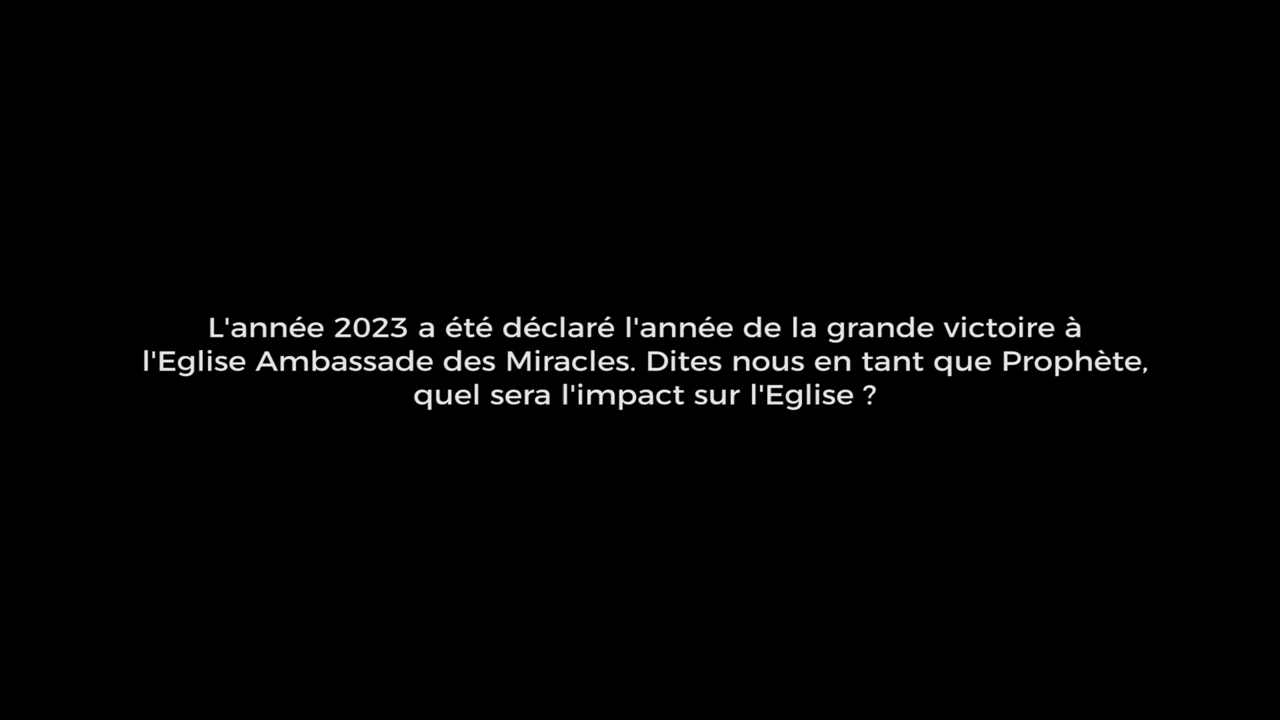 L'année 2023 a été déclaré l'année de la grande victoire à
l'Eglise Ambassade des Miracles. Dites nous en tant que Prophète,
quel sera l'impact sur l'Eglise ?